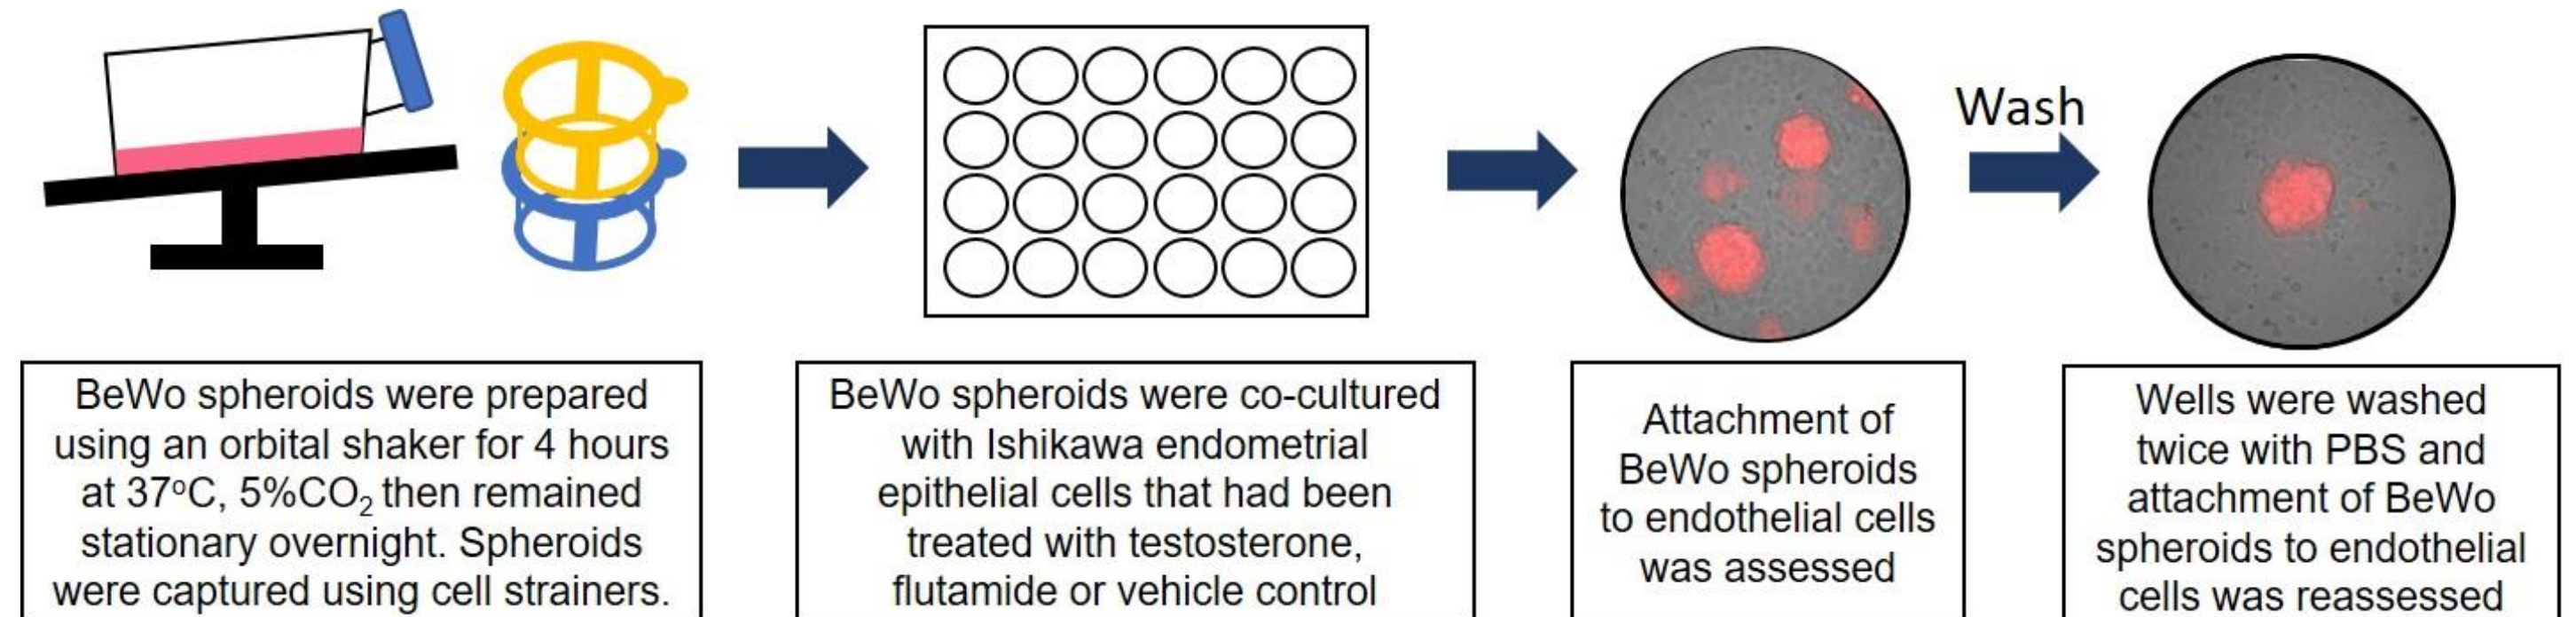 Wash
BeWo spheroids were prepared
using an orbital shaker for 4 hours
at 37ºC, 5%CO₂ then remained
stationary overnight. Spheroids
were captured using cell strainers.
BeWo spheroids were co-cultured
with Ishikawa endometrial
epithelial cells that had been
treated with testosterone,
flutamide or vehicle control
Attachment of
BeWo spheroids
to endothelial cells
was assessed
Wells were washed
twice with PBS and
attachment of BeWo
spheroids to endothelial
cells was reassessed